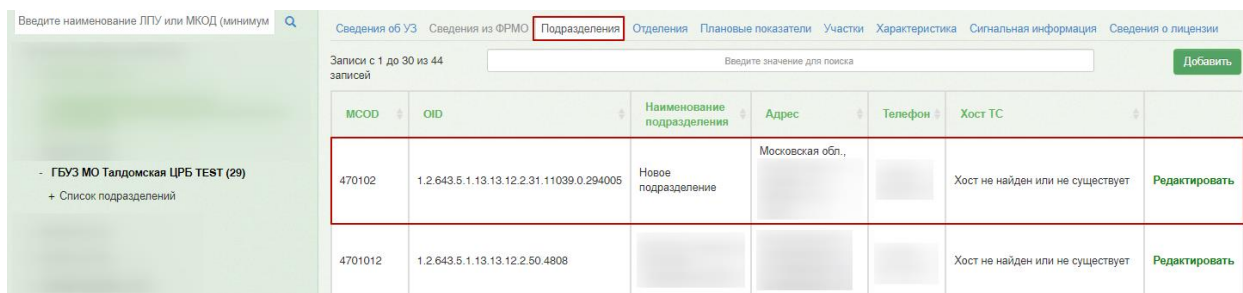 Введите наименование ЛПУ или МКОД (минимум
Сведения об УЗ Сведения из ФРМО Подразделения Отделения Плановые показатели Участки Характеристика Сигнальная информация Сведения о лицензии
Записи с 1 до 30 из 44
записей
Введите значение для поиска
Добавить
MCOD OID Наименование подразделения Адрес Телефон Хост ТС
- ГБУЗ МО Талдомская ЦРБ TEST (29)
+ Список подразделений
470102 1.2.643.5.1.13.13.12.2.31.11039.0.294005 Новое подразделение Московская обл., Хост не найден или не существует Редактировать
4701012 1.2.643.5.1.13.13.12.2.50.4808 Хост не найден или не существует Редактировать